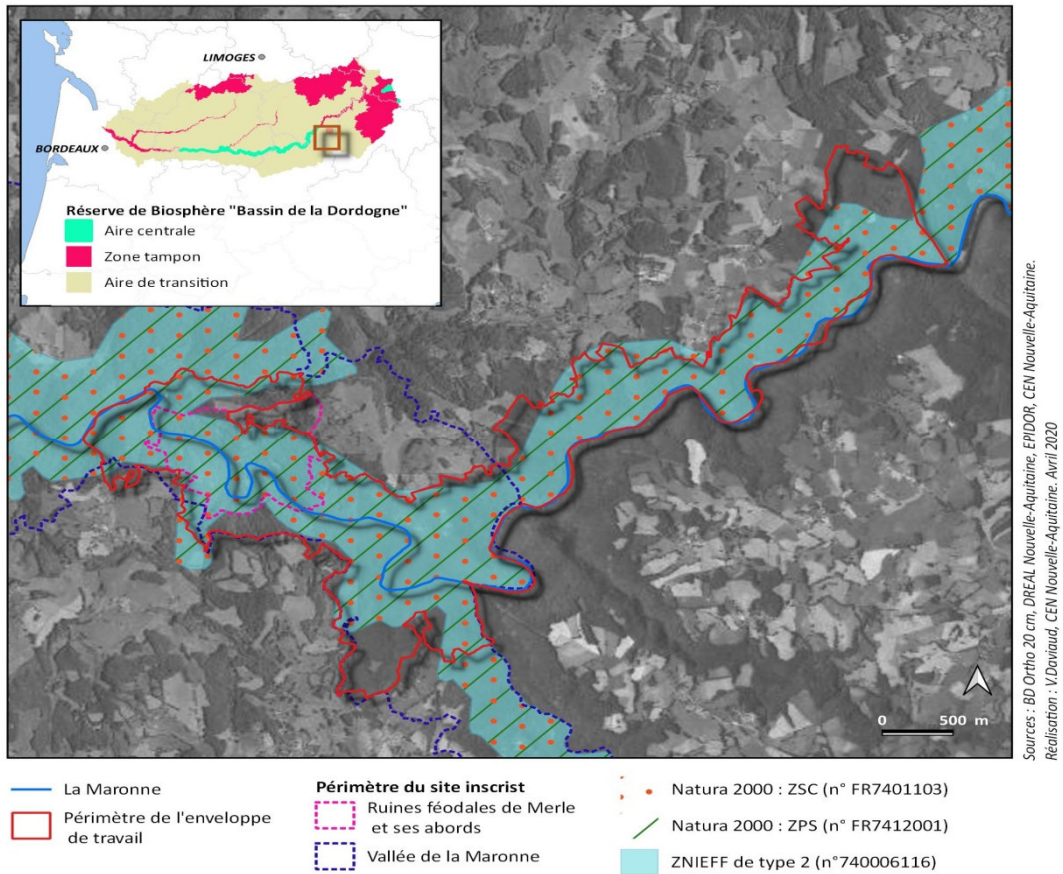 LIMOGES
BORDEAUX
Réserve de Biosphère "Bassin de la Dordogne"
Aire centrale
Zone tampon
Aire de transition
0 500 m
Sources : BD Ortho 20 cm, DREAL Nouvelle-Aquitaine, EPIDOR, CEN Nouvelle-Aquitaine.
Réalisation : V.Daviaud, CEN Nouvelle-Aquitaine. Avril 2020
La Maronne
Périmètre de l'enveloppe
de travail
Périmètre du site inscrist
Ruines féodales de Merle
et ses abords
Vallée de la Maronne
Natura 2000 : ZSC (n° FR7401103)
Natura 2000 : ZPS (n° FR7412001)
ZNIEFF de type 2 (n°740006116)